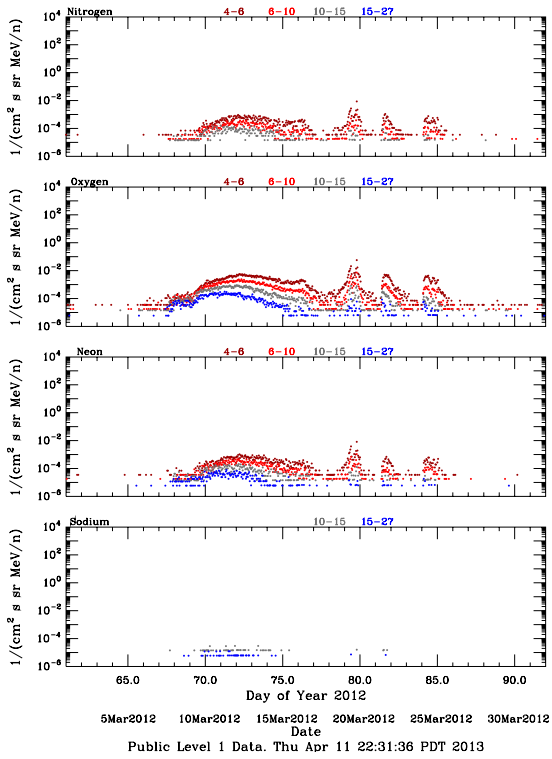 Nitrogen 4-6 6-10 10-15 15-27
10⁴
10²
10⁰
10⁻²
10⁻⁴
10⁻⁶
1/(cm² s sr MeV/n)
Oxygen 4-6 6-10 10-15 15-27
10⁴
10²
10⁰
10⁻²
10⁻⁴
10⁻⁶
1/(cm² s sr MeV/n)
Neon 4-6 6-10 10-15 15-27
10⁴
10²
10⁰
10⁻²
10⁻⁴
10⁻⁶
1/(cm² s sr MeV/n)
Sodium 10-15 15-27
10⁴
10²
10⁰
10⁻²
10⁻⁴
10⁻⁶
1/(cm² s sr MeV/n)
65.0 70.0 75.0 80.0 85.0 90.0
Day of Year 2012
5Mar2012 10Mar2012 15Mar2012 20Mar2012 25Mar2012 30Mar2012
Date
Public Level 1 Data. Thu Apr 11 22:31:36 PDT 2013